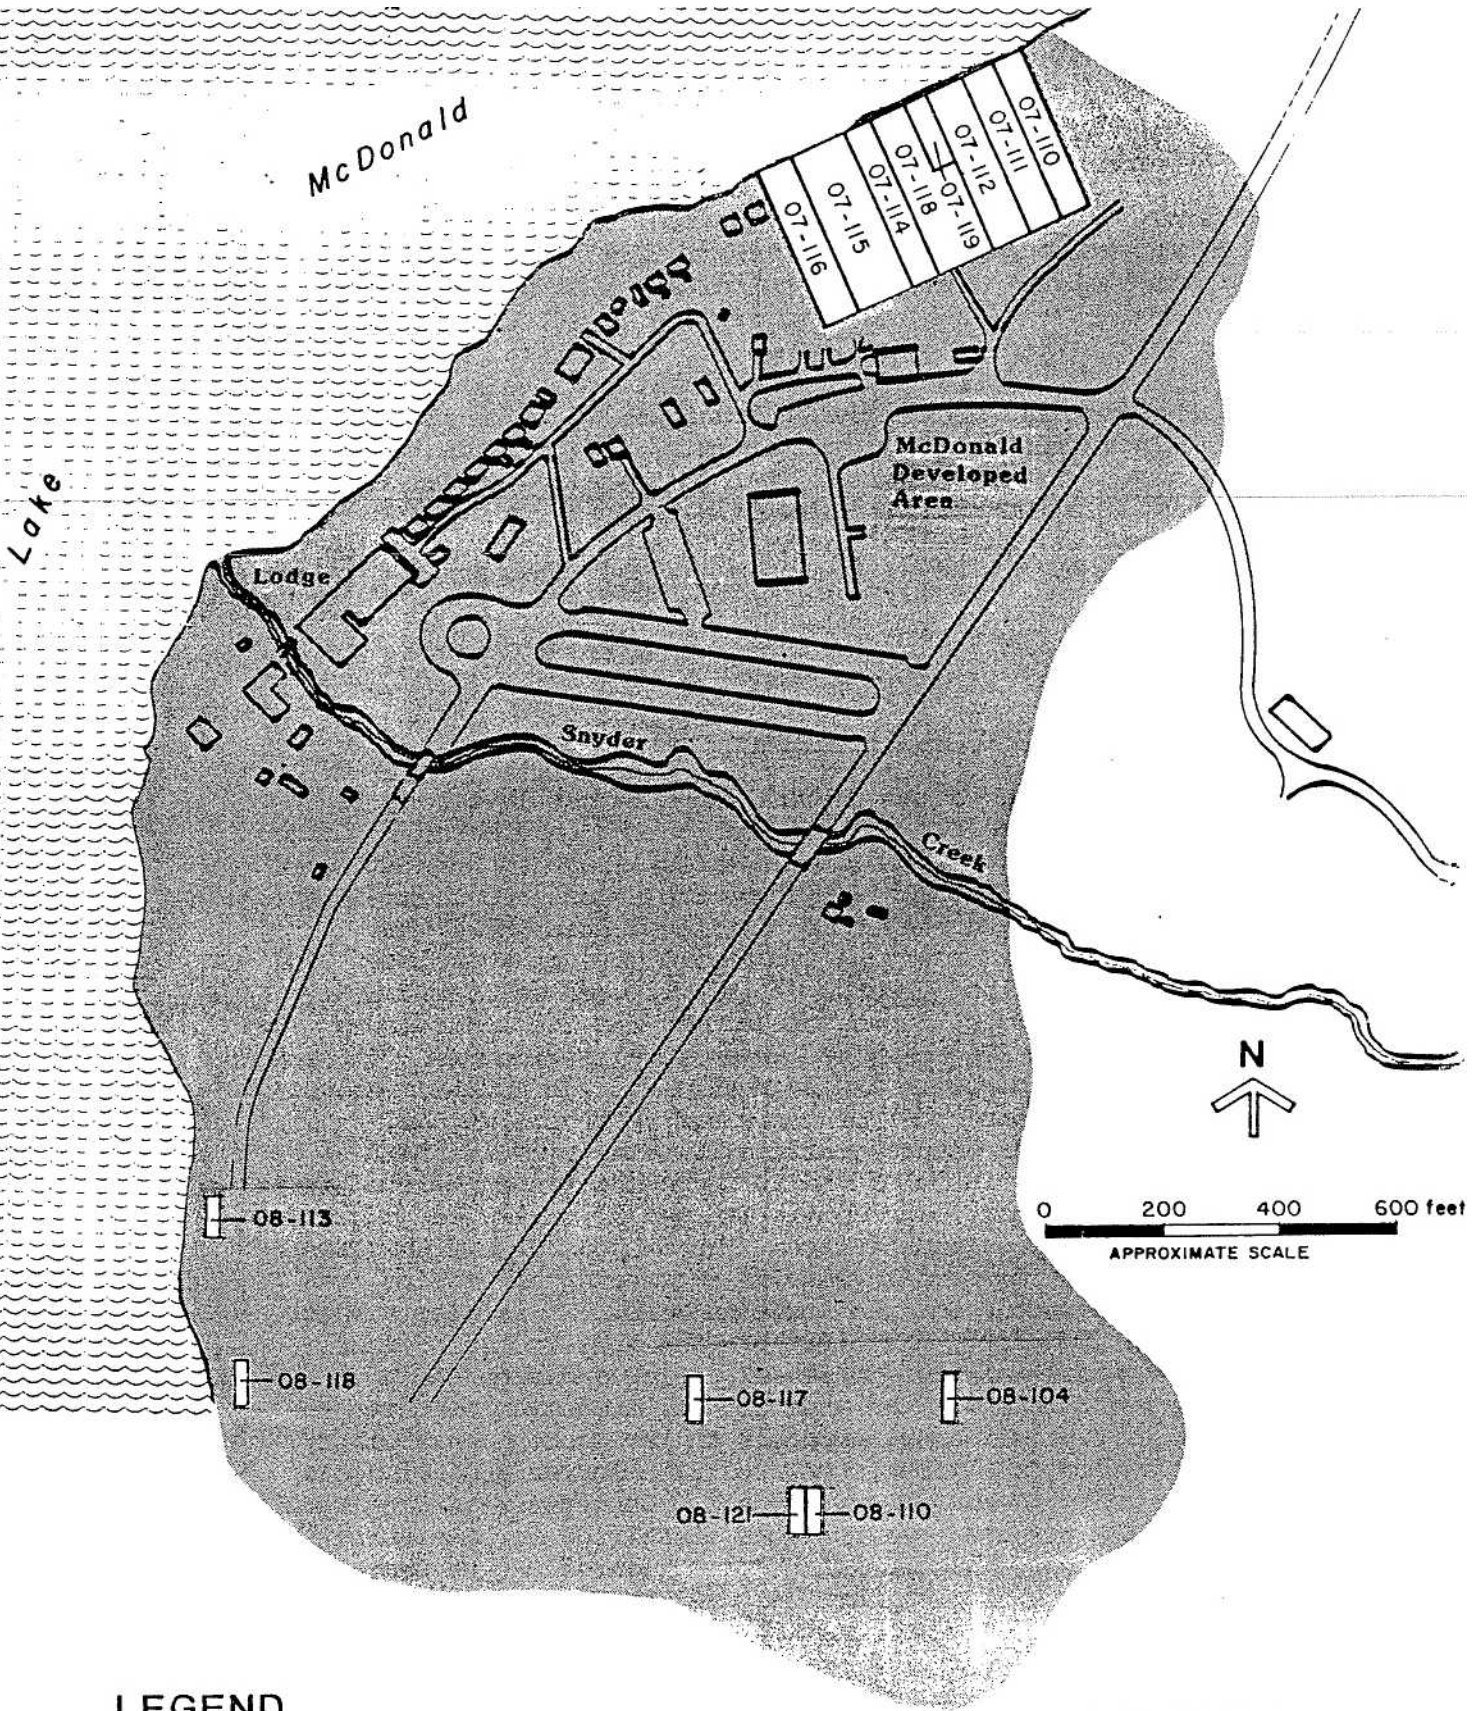 McDonald
Lake
07-110
07-111
07-112
07-119
07-118
07-114
07-115
07-116
McDonald
Developed
Area
Lodge
Snyder
Creek
N
0 200 400 600 feet
APPROXIMATE SCALE
08-113
08-118
08-117
08-104
08-121
08-110
LEGEND